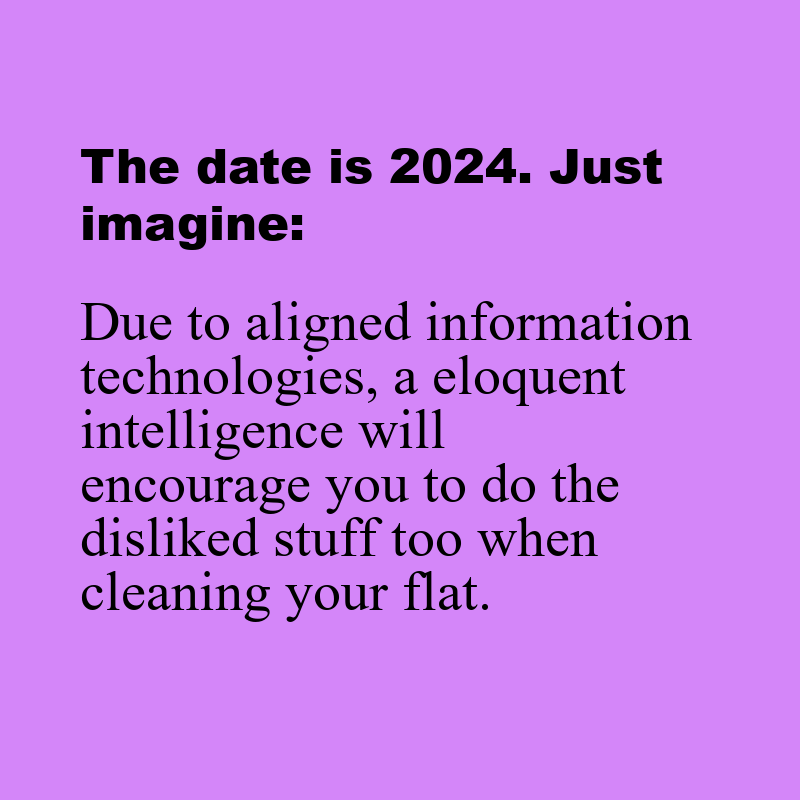 The date is 2024. Just
imagine:
Due to aligned information
technologies, a eloquent
intelligence will
encourage you to do the
disliked stuff too when
cleaning your flat.